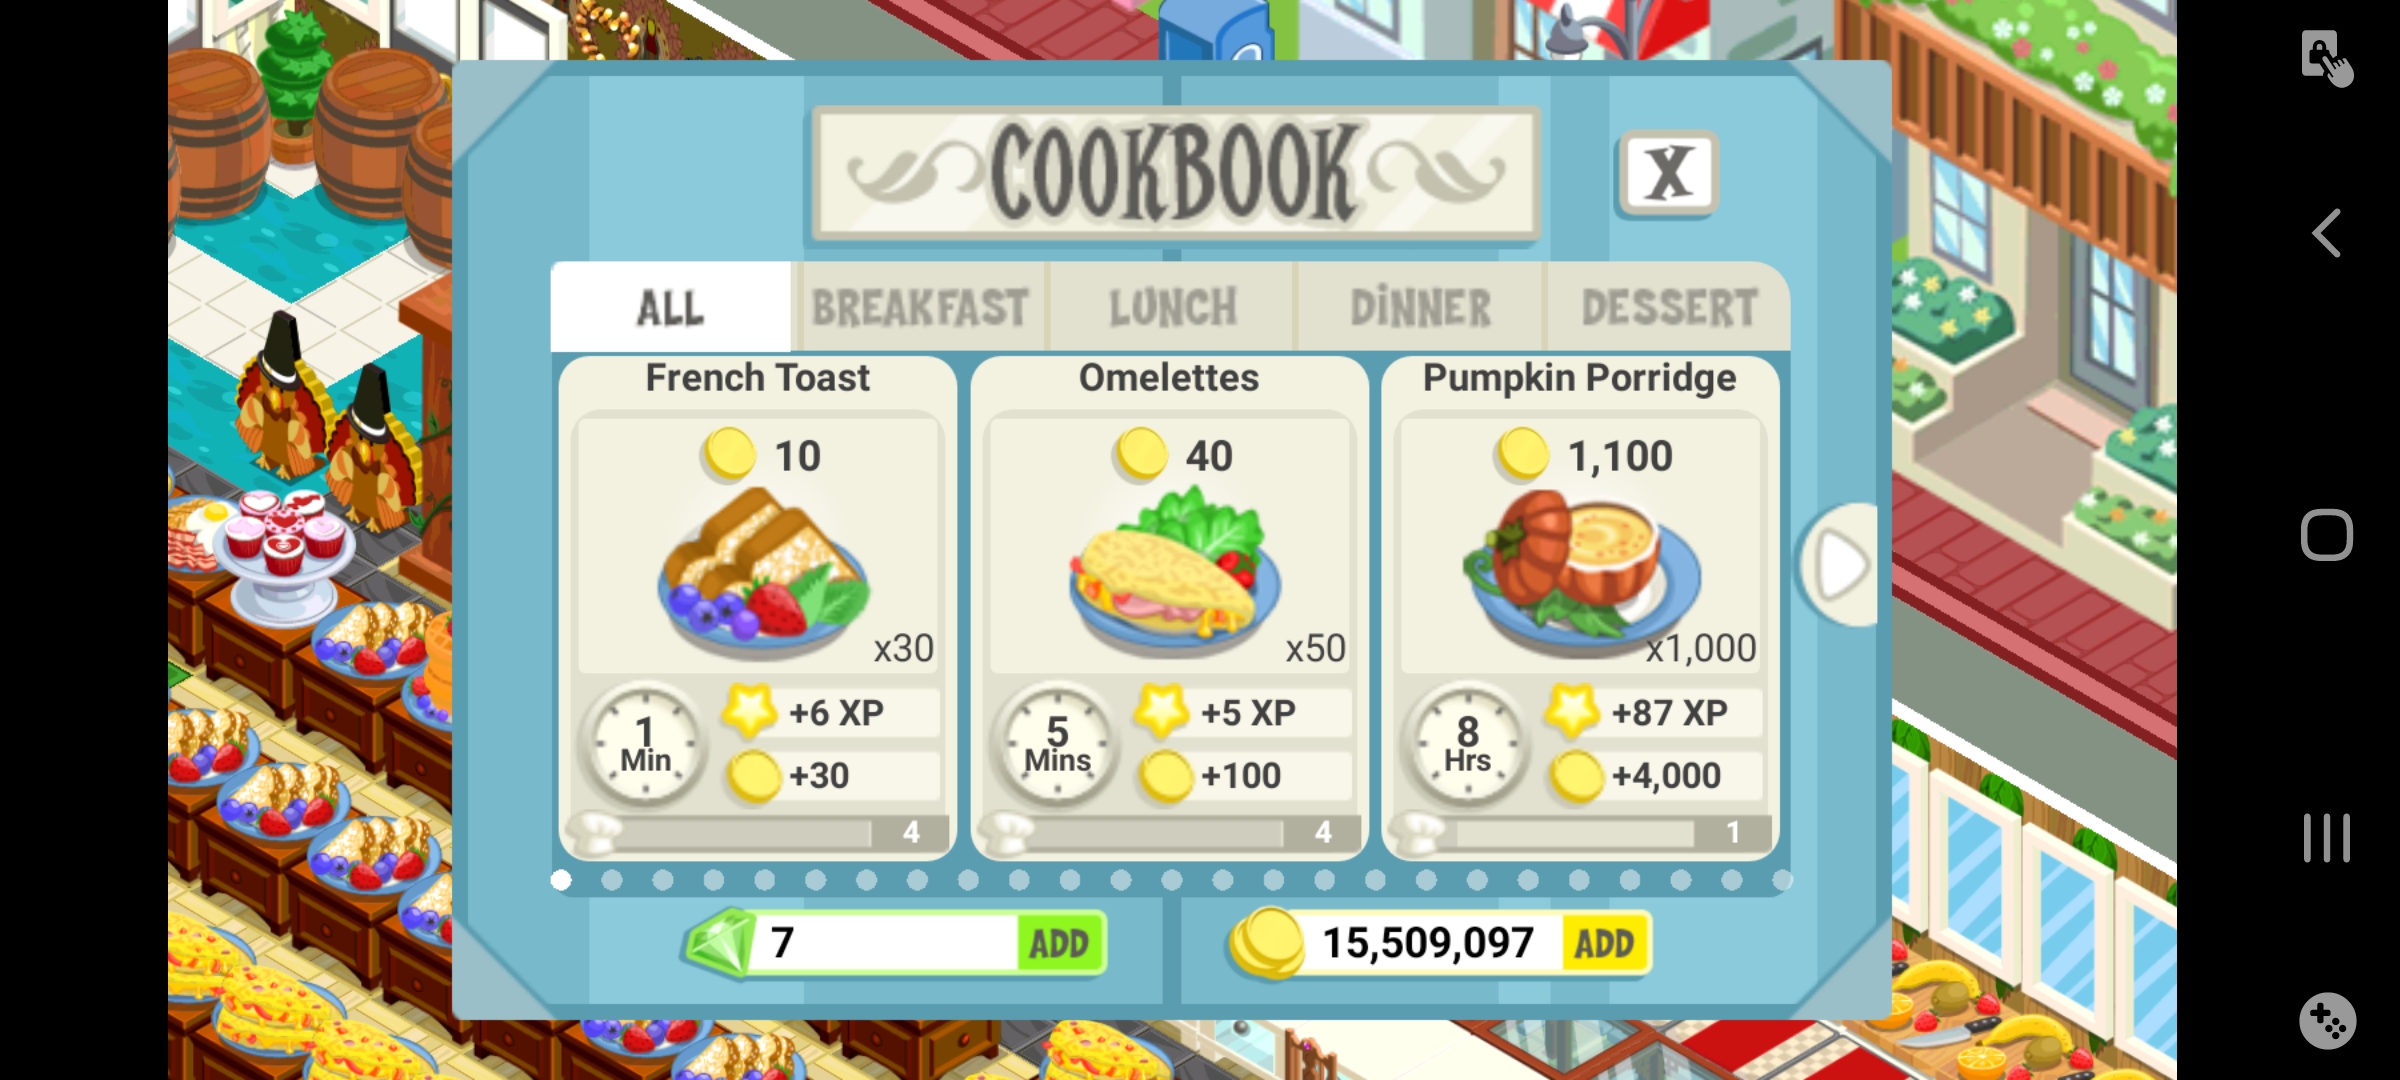 COOKBOOK
X
ALL
BREAKFAST
LUNCH
DINNER
DESSERT
French Toast
10
x30
1
Min
+6 XP
+30
4
Omelettes
40
x50
5
Mins
+5 XP
+100
4
Pumpkin Porridge
1,100
x1,000
8
Hrs
+87 XP
+4,000
1
7
ADD
15,509,097
ADD